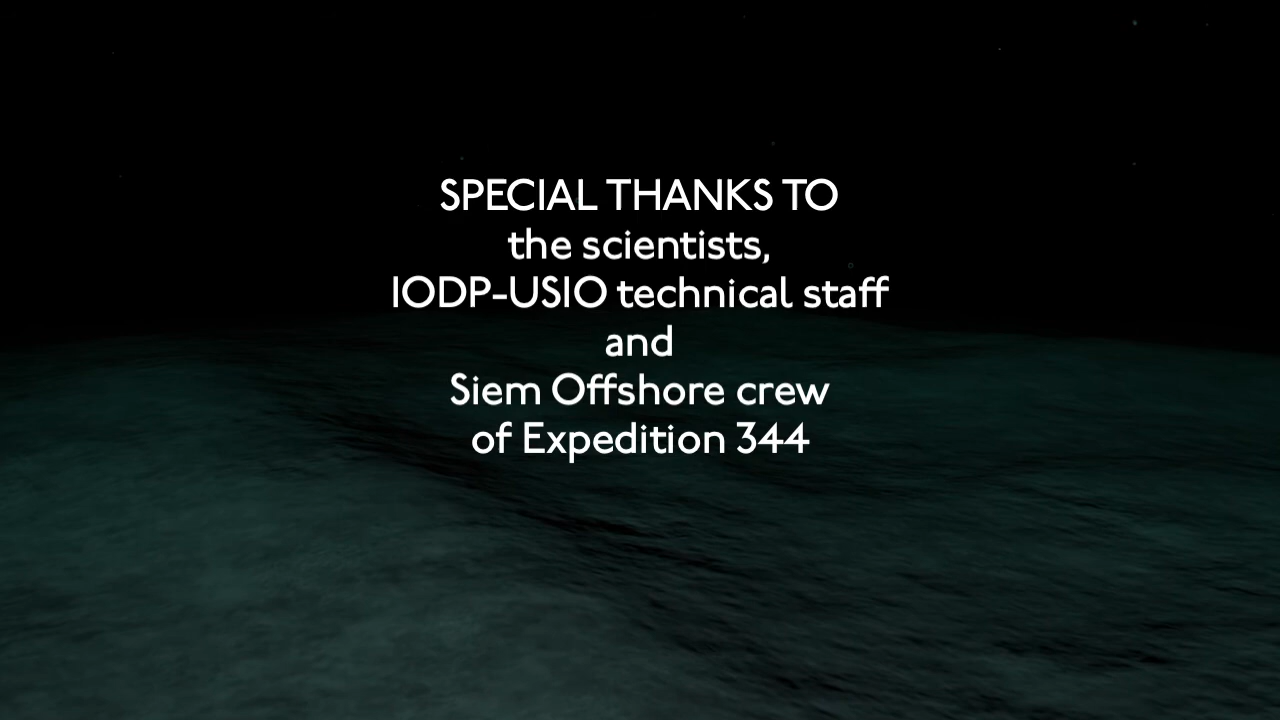 SPECIAL THANKS TO
the scientists,
IODP-USIO technical staff
and
Siem Offshore crew
of Expedition 344